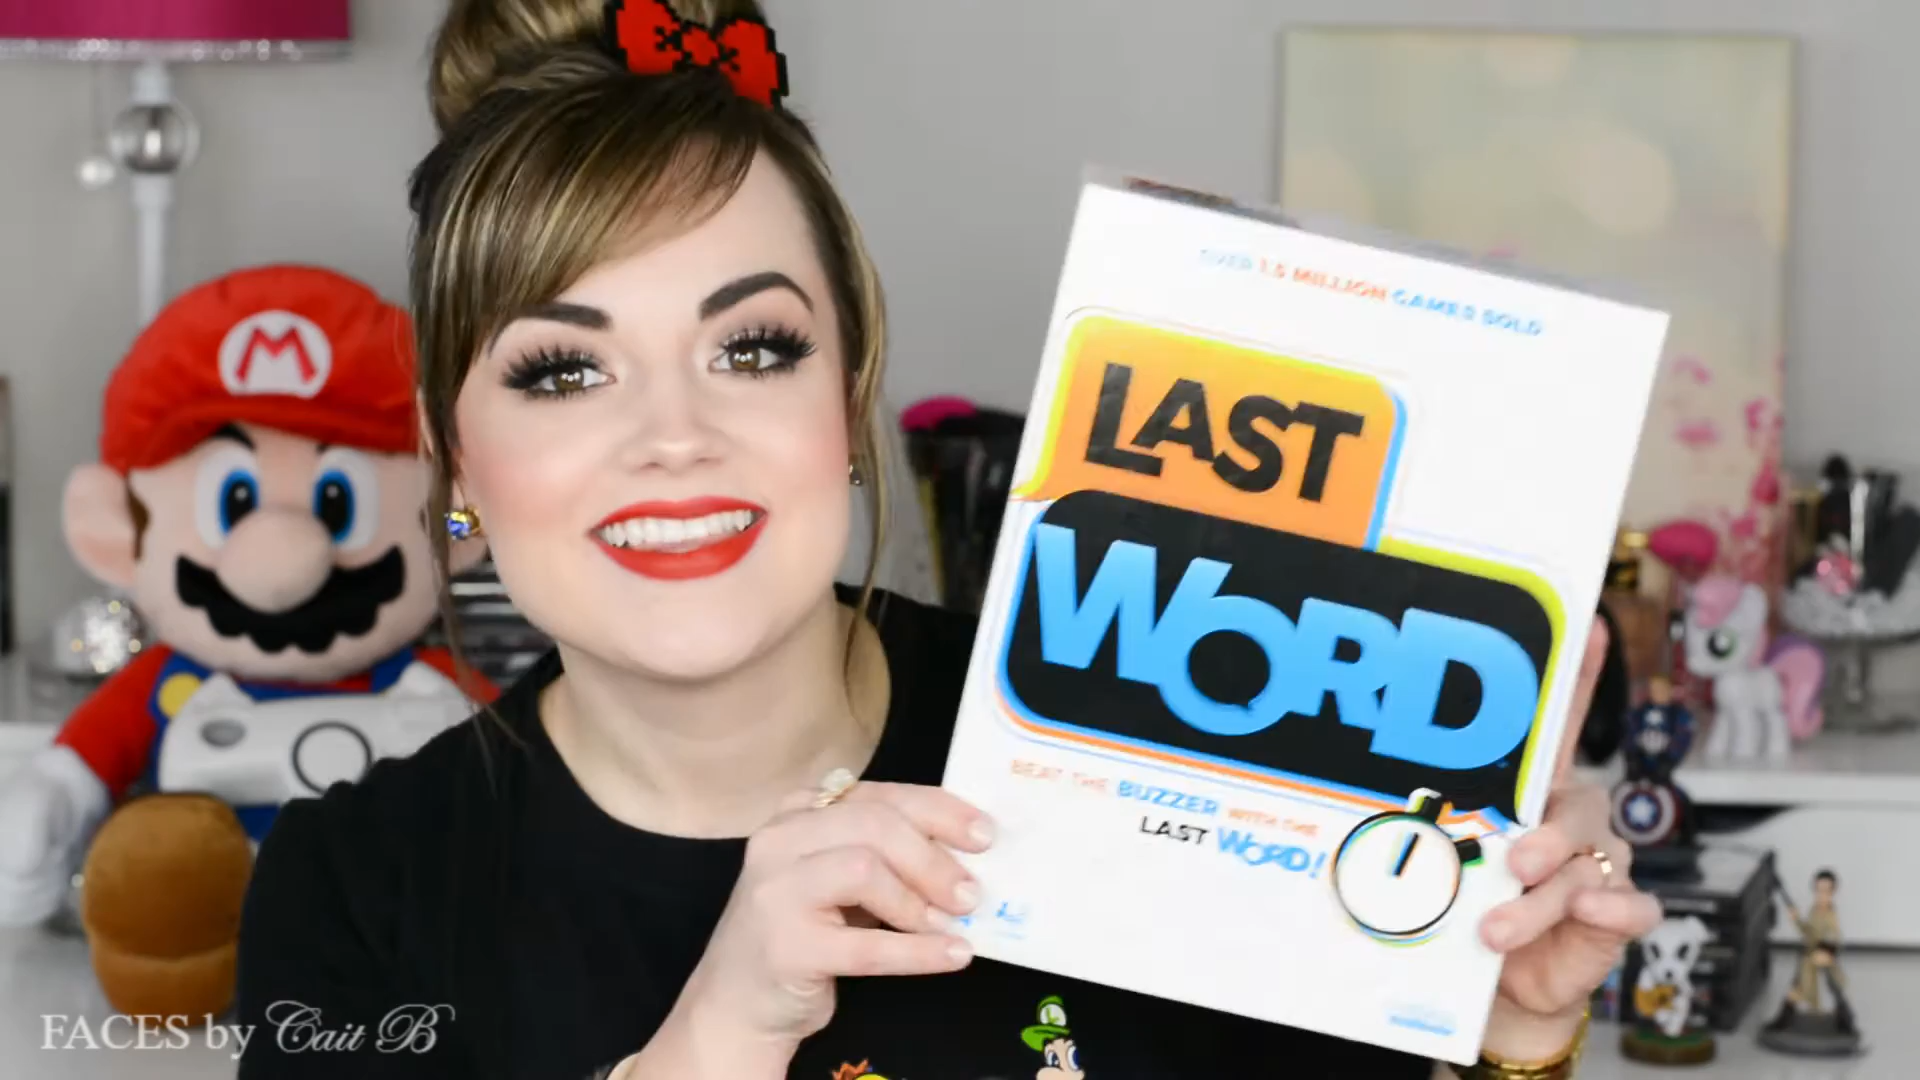 M
OVER 1.5 MILLION GAMES SOLD
LAST
WORD
BEAT THE BUZZER WITH THE
LAST WORD!
FACES by Cait B